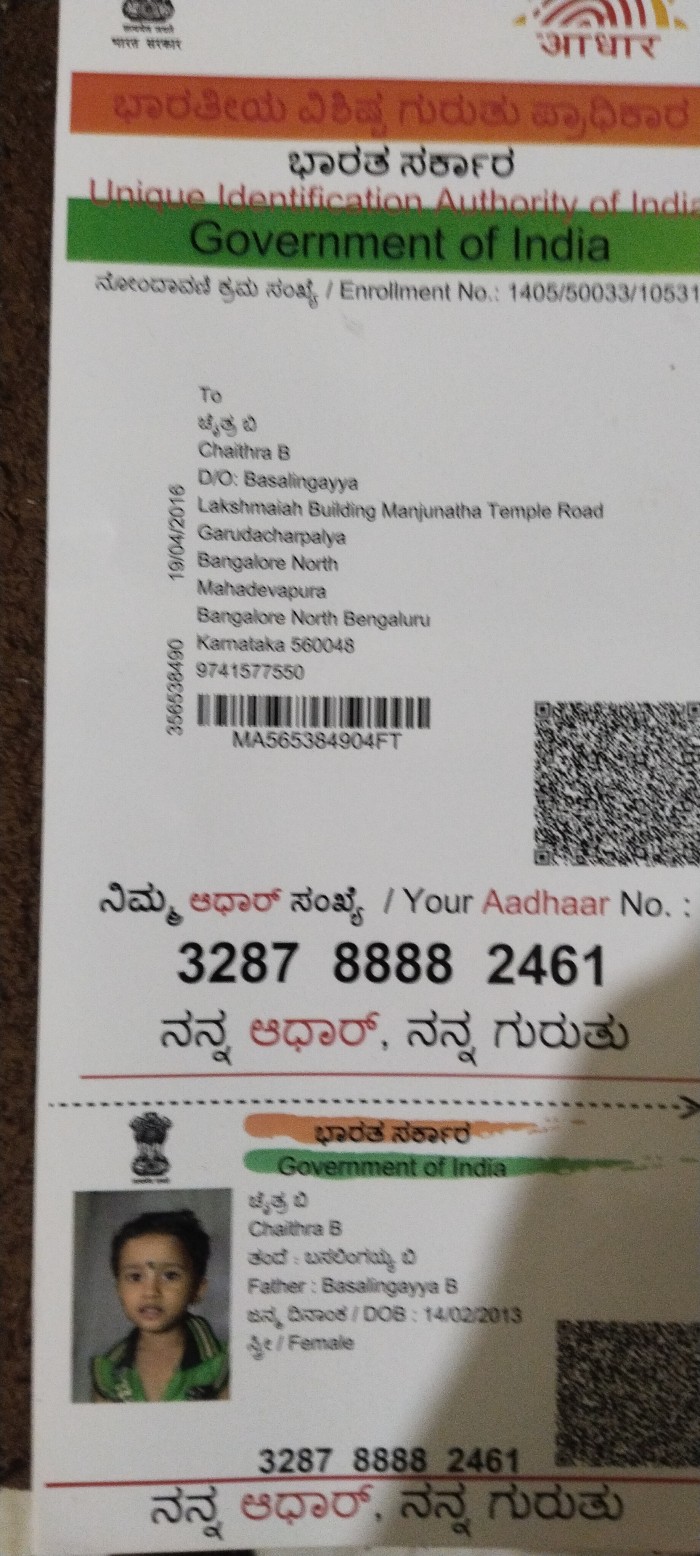 भारत सरकार
आधार
ಭಾರತೀಯ ವಿಶಿಷ್ಟ ಗುರುತು ಪ್ರಾಧಿಕಾರ
ಭಾರತ ಸರ್ಕಾರ
Unique Identification Authority of India
Government of India
ನೋಂದಾವಣೆ ಕ್ರಮ ಸಂಖ್ಯೆ / Enrollment No.: 1405/50033/10531
To
ಚೈತ್ರ ಬಿ
Chaithra B
D/O: Basalingayya
Lakshmaiah Building Manjunatha Temple Road
Garudacharpalya
Bangalore North
Mahadevapura
Bangalore North Bengaluru
Karnataka 560048
9741577550
19/04/2016
356538490
MA565384904FT
ನಿಮ್ಮ ಆಧಾರ್ ಸಂಖ್ಯೆ / Your Aadhaar No. :
3287 8888 2461
ನನ್ನ ಆಧಾರ್, ನನ್ನ ಗುರುತು
ಭಾರತ ಸರ್ಕಾರ
Government of India
ಚೈತ್ರ ಬಿ
Chaithra B
ತಂದೆ : ಬಸಲಿಂಗಯ್ಯ ಬಿ
Father : Basalingayya B
ಜನ್ಮ ದಿನಾಂಕ / DOB : 14/02/2013
ಸ್ತ್ರೀ / Female
3287 8888 2461
ನನ್ನ ಆಧಾರ್, ನನ್ನ ಗುರುತು